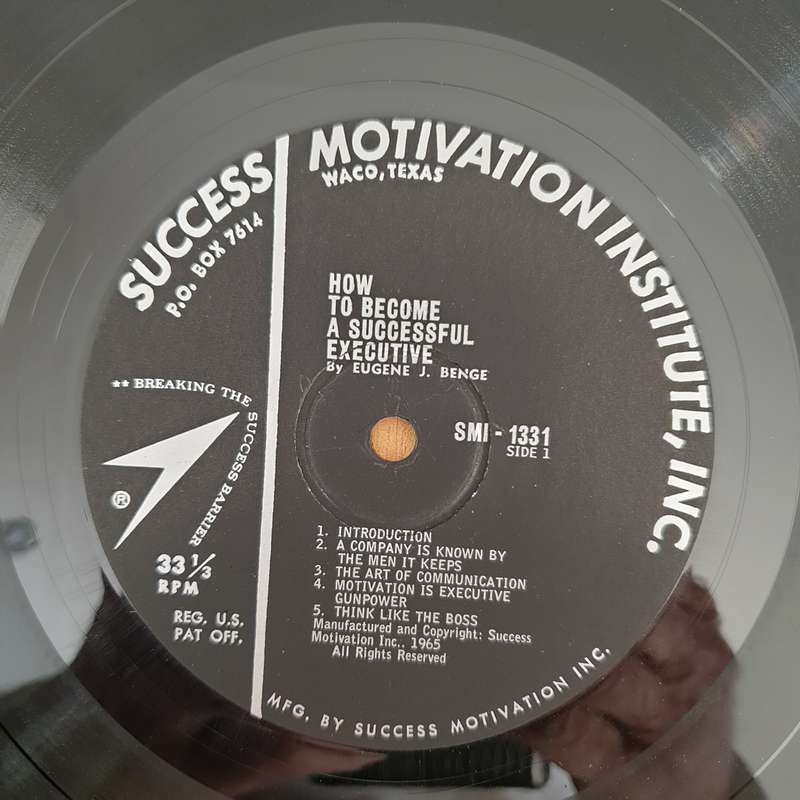 SUCCESS MOTIVATION INSTITUTE, INC.
P.O. BOX 7614 WACO, TEXAS
HOW
TO BECOME
A SUCCESSFUL
EXECUTIVE
By EUGENE J. BENGE
** BREAKING THE SUCCESS BARRIER
®
SMI - 1331
SIDE 1
33 1/3
RPM
REG. U.S.
PAT OFF.
1. INTRODUCTION
2. A COMPANY IS KNOWN BY
THE MEN IT KEEPS
3. THE ART OF COMMUNICATION
4. MOTIVATION IS EXECUTIVE
GUNPOWER
5. THINK LIKE THE BOSS
Manufactured and Copyright: Success
Motivation Inc., 1965
All Rights Reserved
MFG. BY SUCCESS MOTIVATION INC.